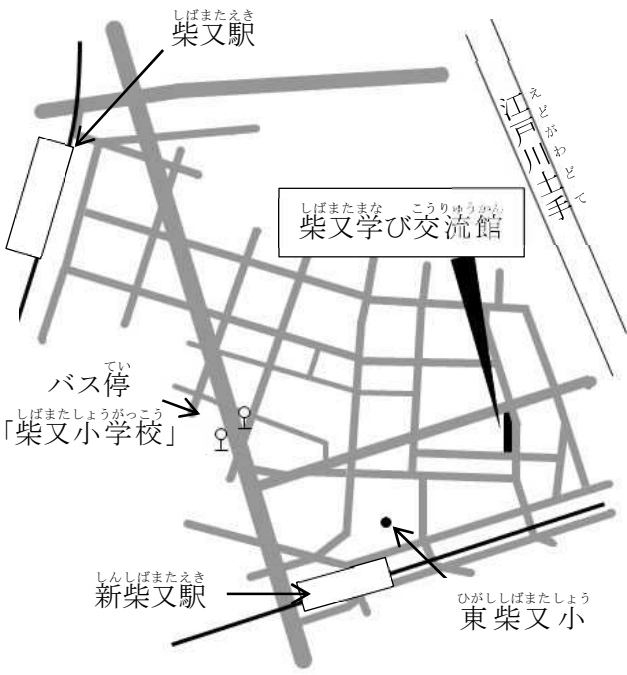 しばまたえき
柴又駅
えどがわどて
江戸川土手
しばまたまな こうりゅうかん
柴又学び交流館
てい
バス停
しばまたしょうがっこう
「柴又小学校」
しんしばまたえき
新柴又駅
ひがししばまたしょう
東柴又小